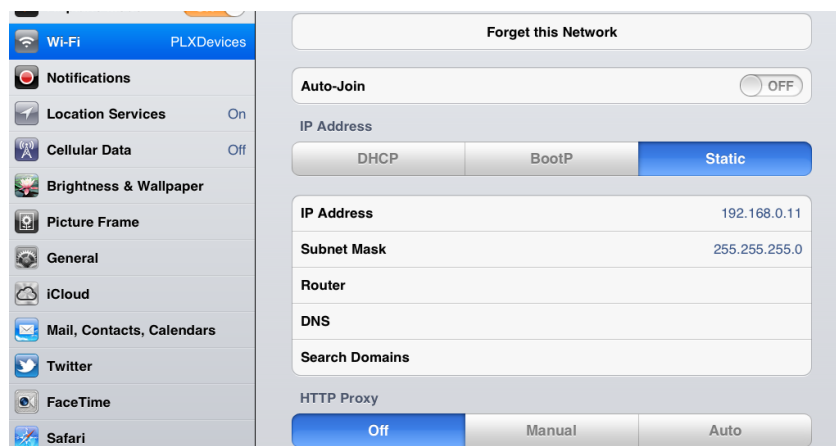 Wi-Fi PLXDevices
Notifications
Location Services On
Cellular Data Off
Brightness & Wallpaper
Picture Frame
General
iCloud
Mail, Contacts, Calendars
Twitter
FaceTime
Safari
Forget this Network
Auto-Join OFF
IP Address
DHCP BootP Static
IP Address 192.168.0.11
Subnet Mask 255.255.255.0
Router
DNS
Search Domains
HTTP Proxy
Off Manual Auto